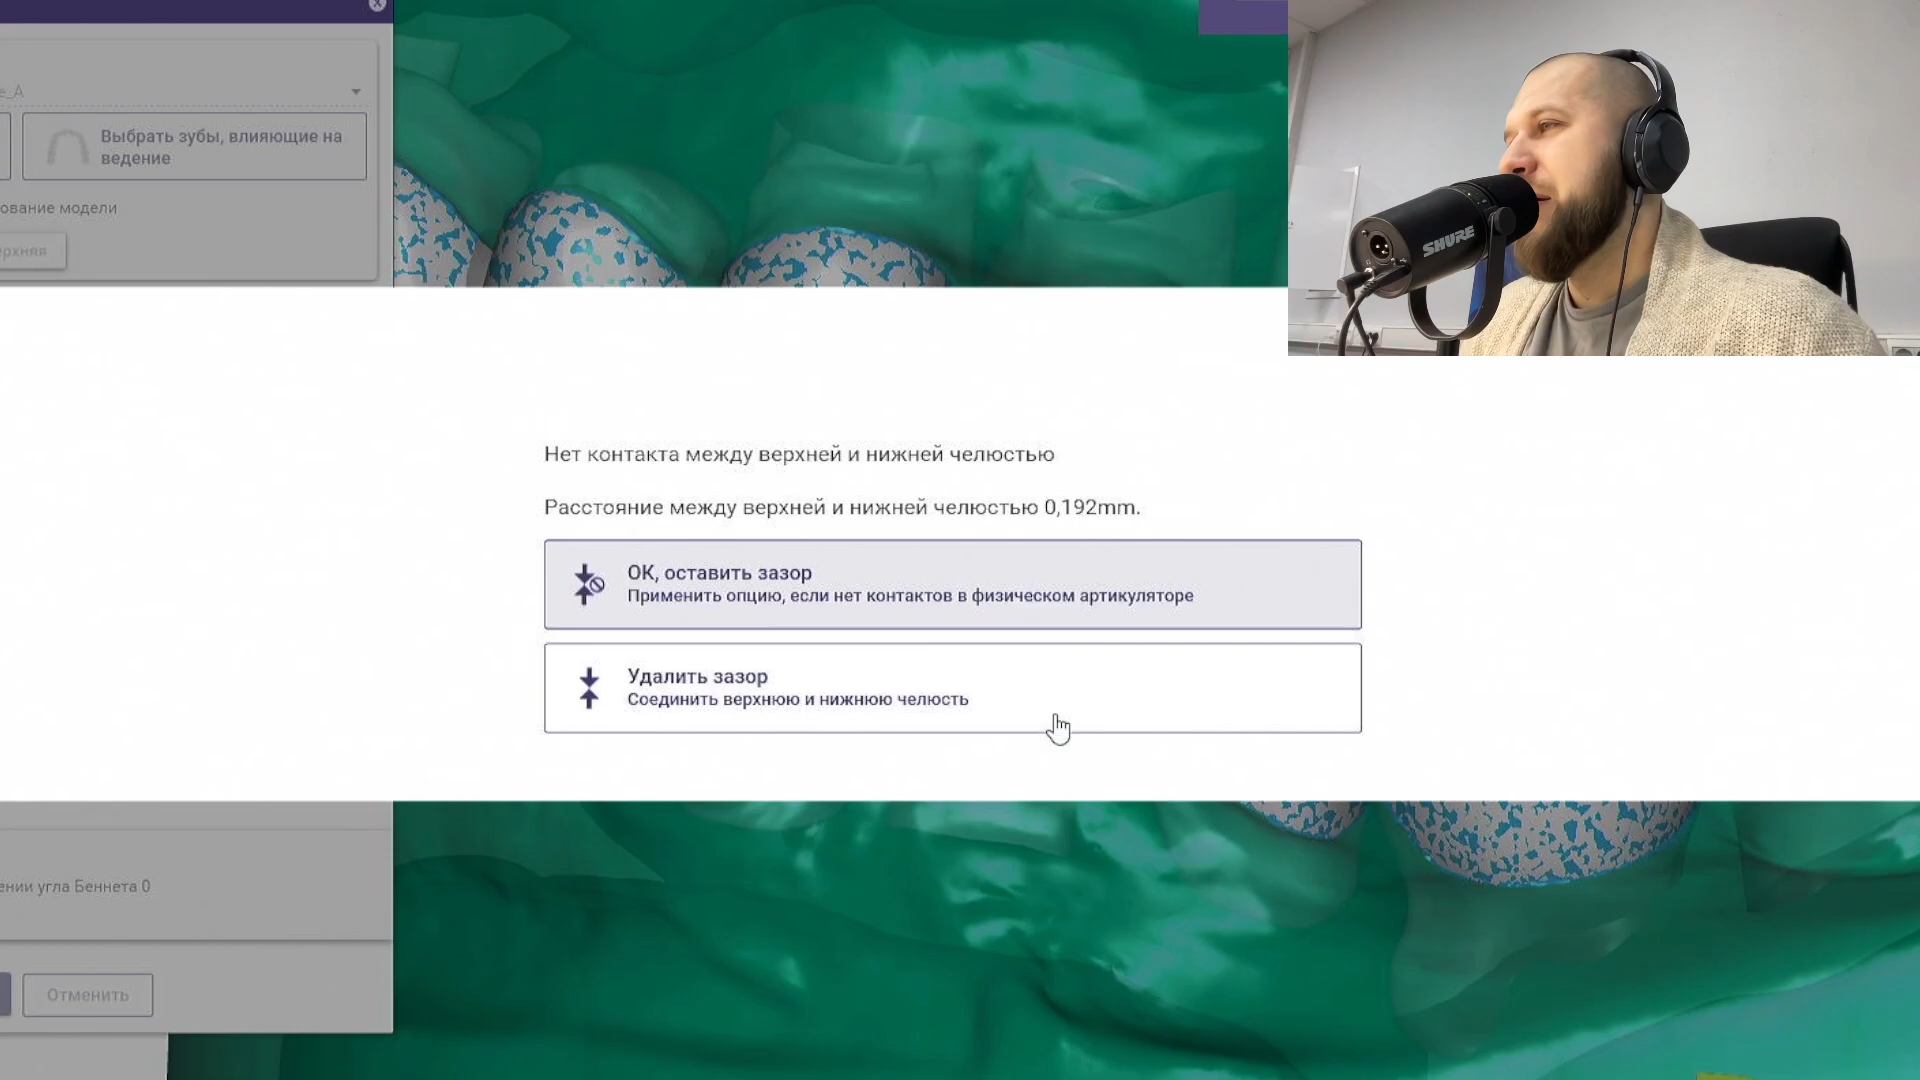 e_A
Выбрать зубы, влияющие на
ведение
ование модели
ерхняя
SHURE
Нет контакта между верхней и нижней челюстью
Расстояние между верхней и нижней челюстью 0,192mm.
ОК, оставить зазор
Применить опцию, если нет контактов в физическом артикуляторе
Удалить зазор
Соединить верхнюю и нижнюю челюсть
ении угла Беннета 0
Отменить